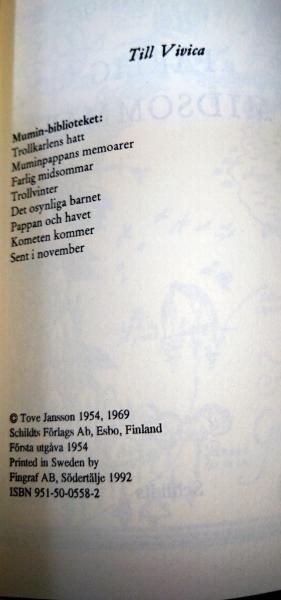 Till Vivica
Mumin-biblioteket:
Trollkarlens hatt
Muminpappans memoarer
Farlig midsommar
Trollvinter
Det osynliga barnet
Pappan och havet
Kometen kommer
Sent i november
© Tove Jansson 1954, 1969
Schildts Förlags Ab, Esbo, Finland
Första utgåva 1954
Printed in Sweden by
Fingraf AB, Södertälje 1992
ISBN 951-50-0558-2